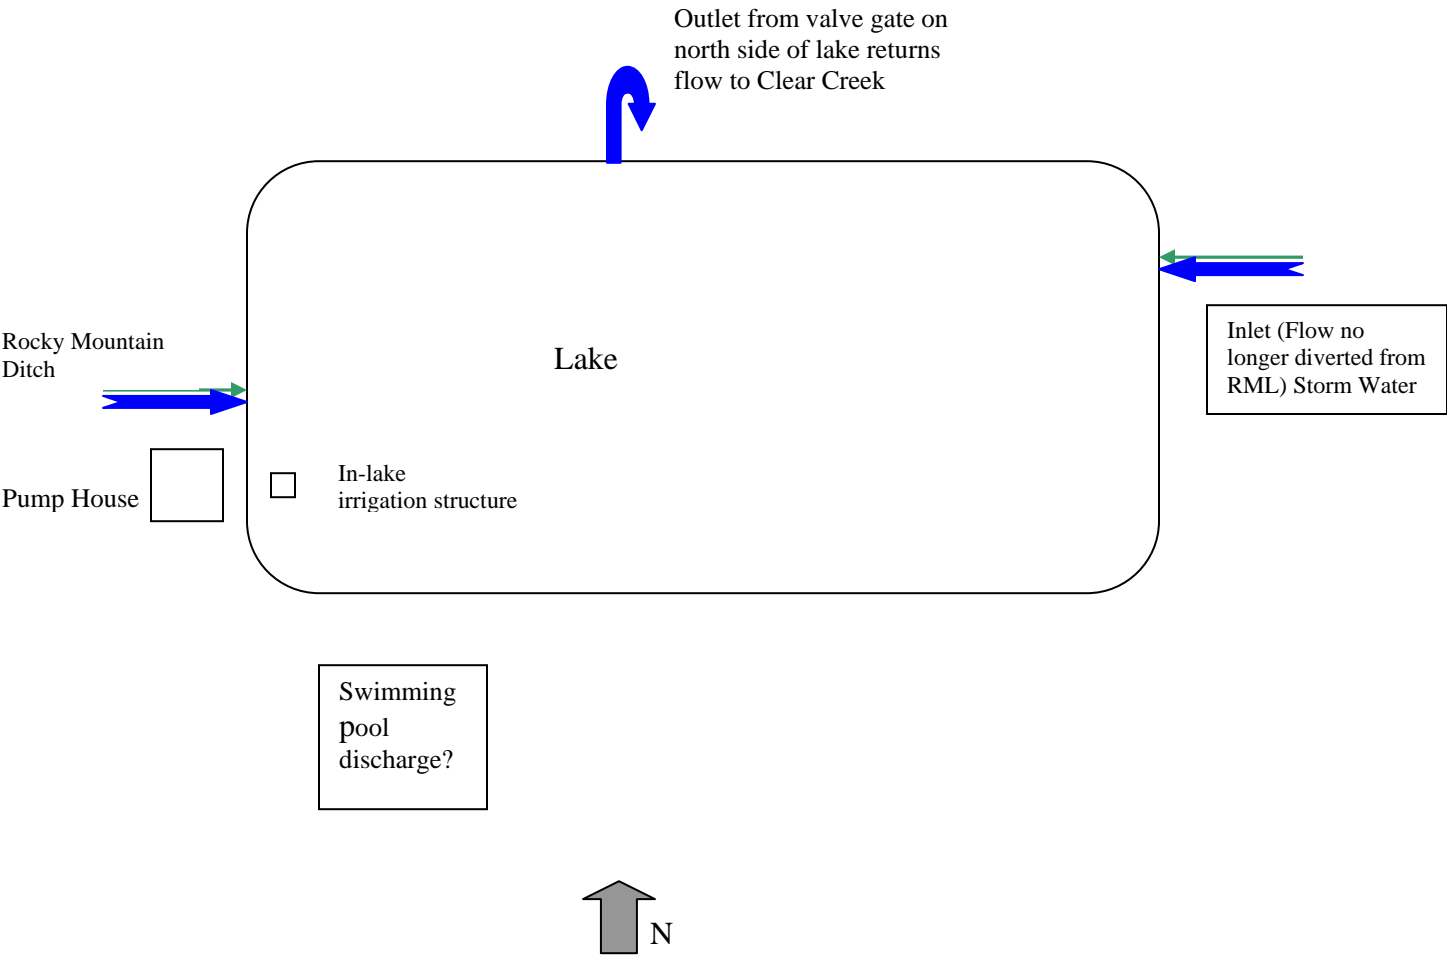 Outlet from valve gate on
north side of lake returns
flow to Clear Creek
Rocky Mountain
Ditch
Lake
Inlet (Flow no
longer diverted from
RML) Storm Water
Pump House
In-lake
irrigation structure
Swimming
pool
discharge?
N